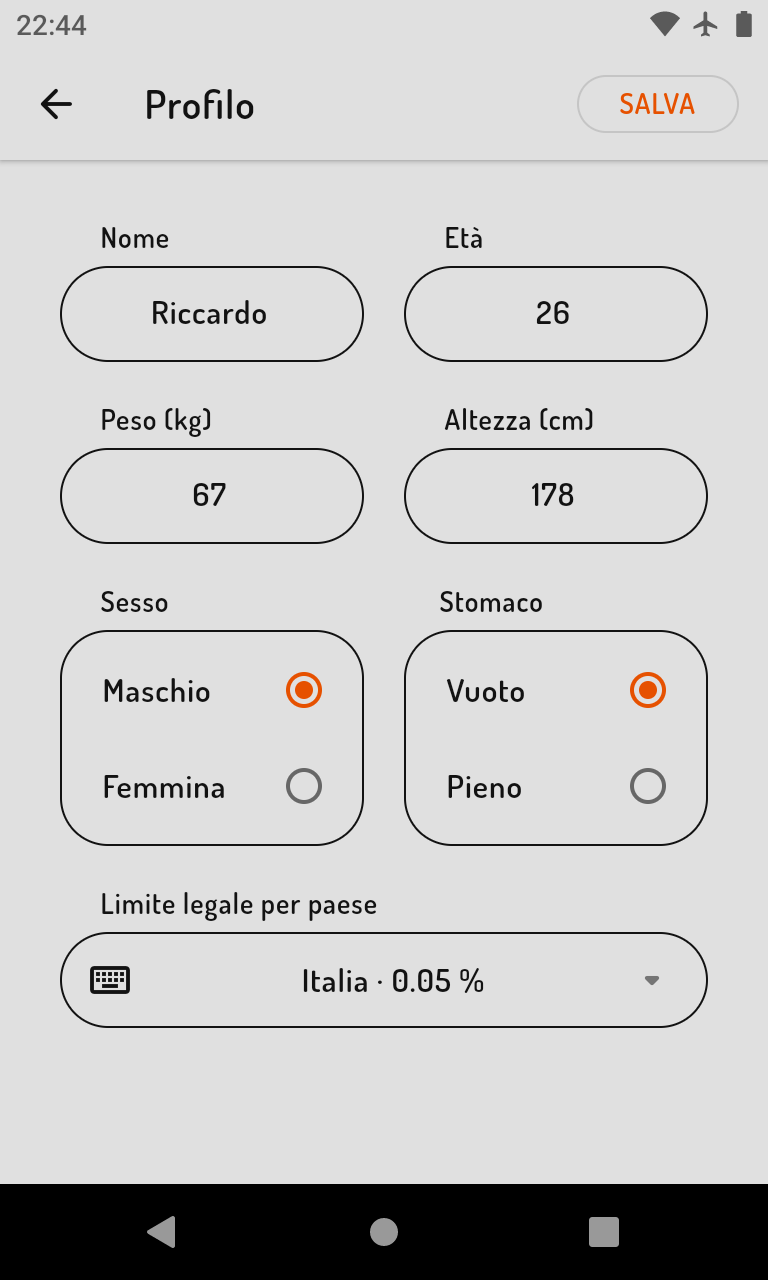 22:44
Profilo
SALVA
Nome
Età
Riccardo
26
Peso (kg)
Altezza (cm)
67
178
Sesso
Stomaco
Maschio
Vuoto
Femmina
Pieno
Limite legale per paese
Italia · 0.05 %